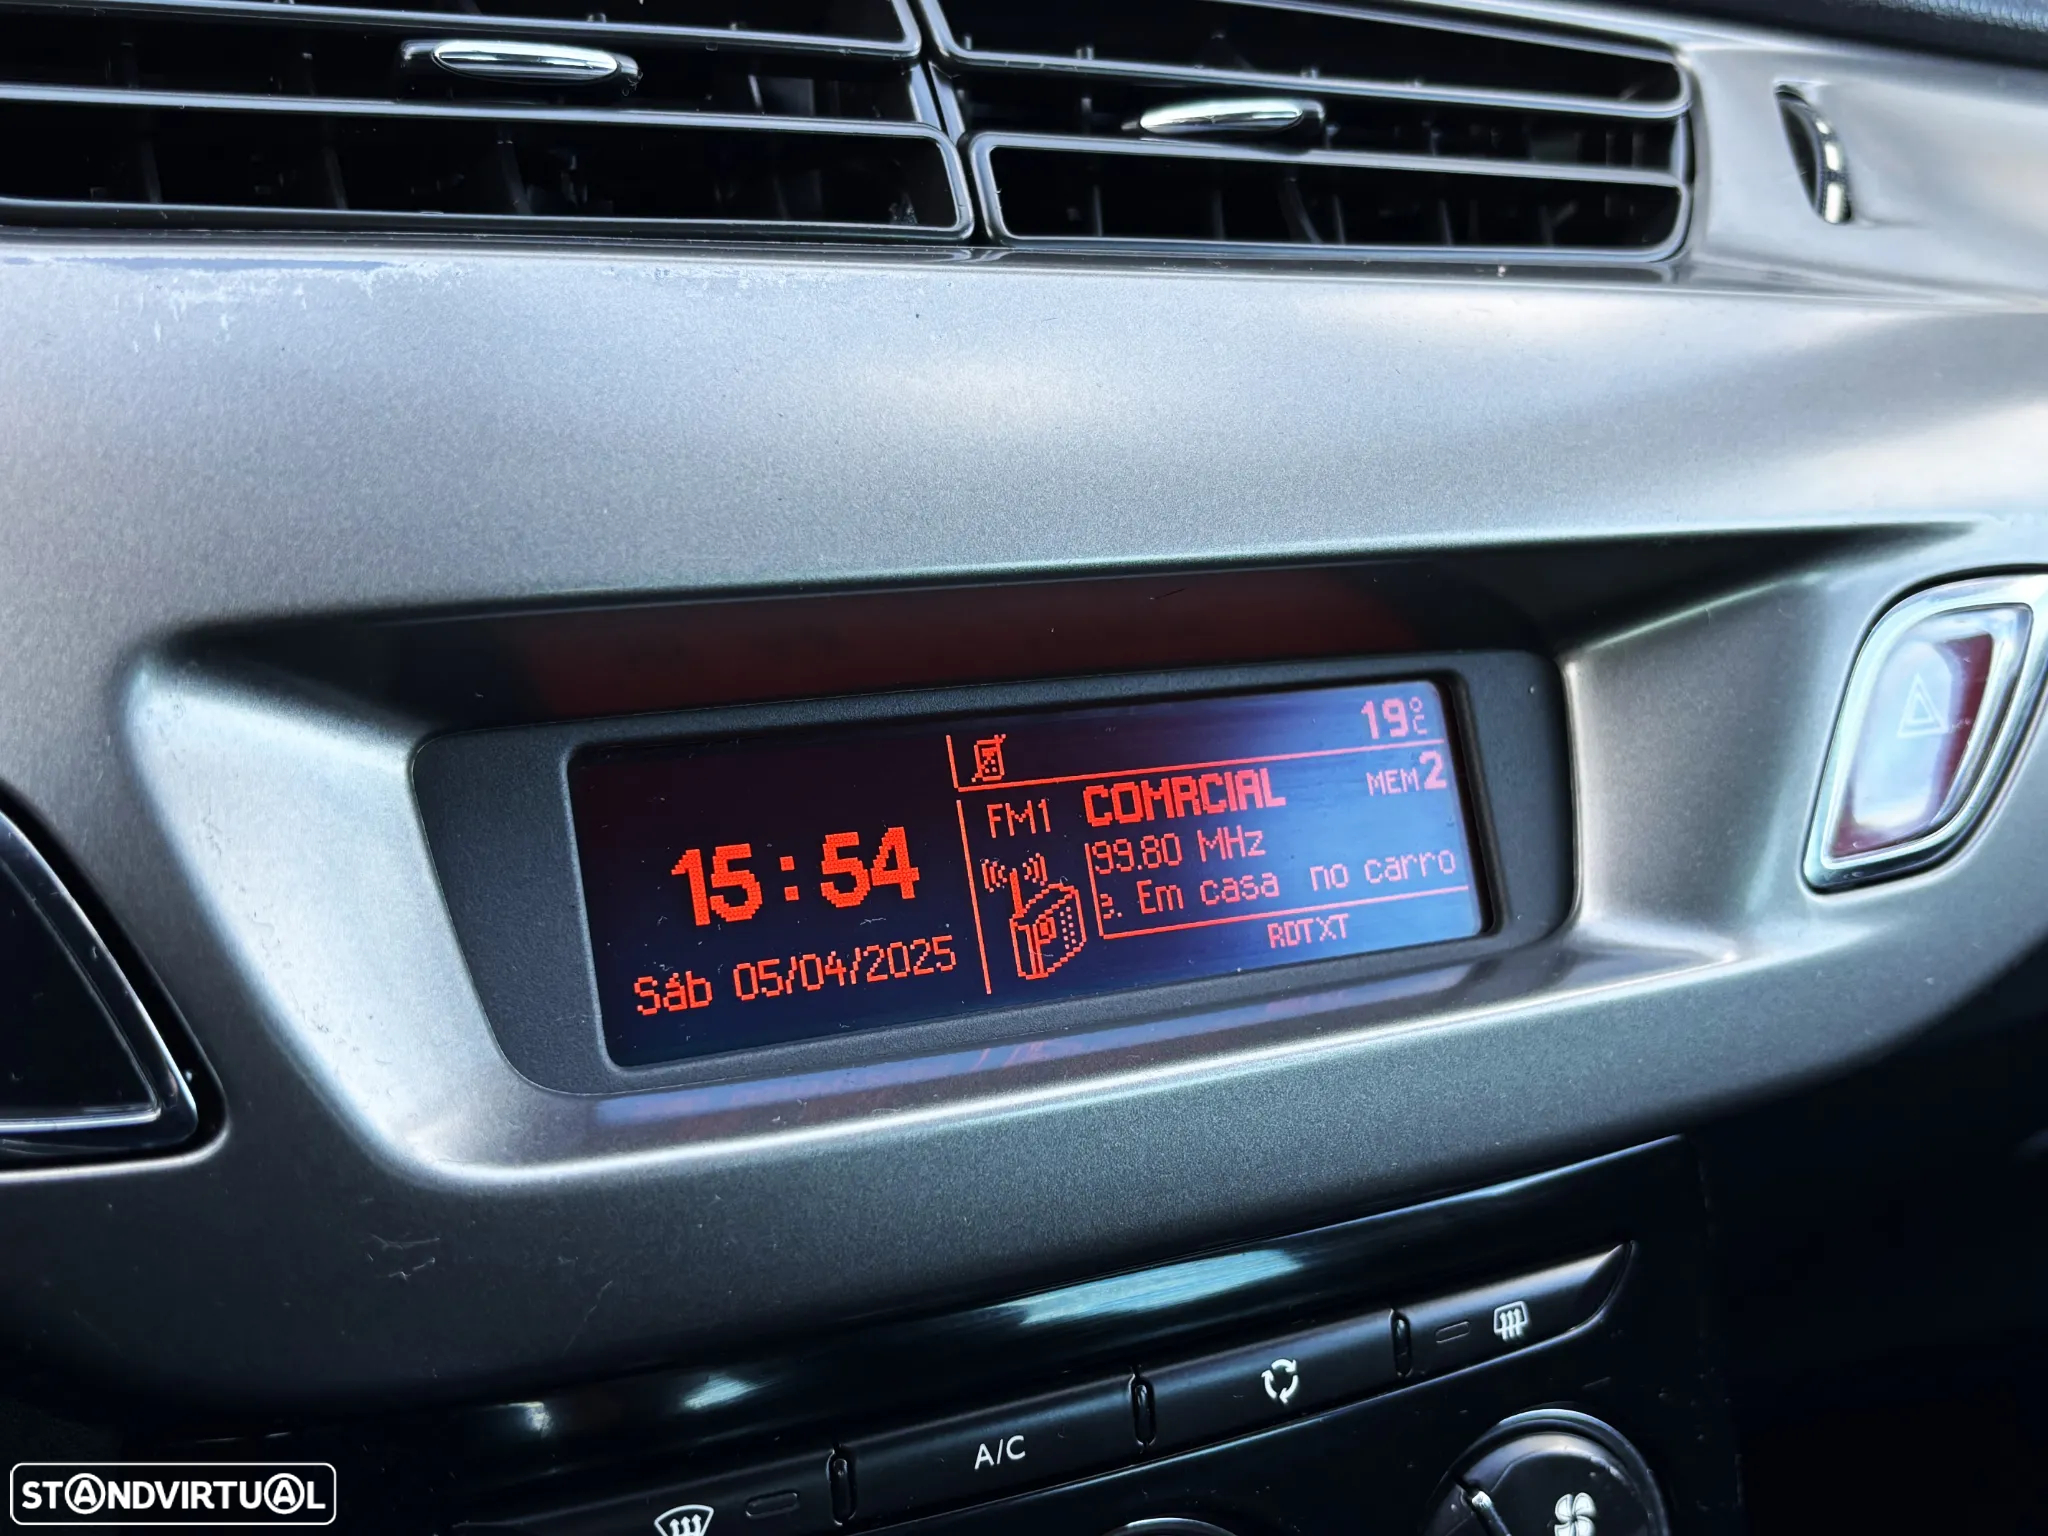 19°C
FM1 COMRCIAL MEM2
99.80 MHz
15:54
. Em casa no carro
RDTXT
Sáb 05/04/2025
A/C
STANDVIRTUAL